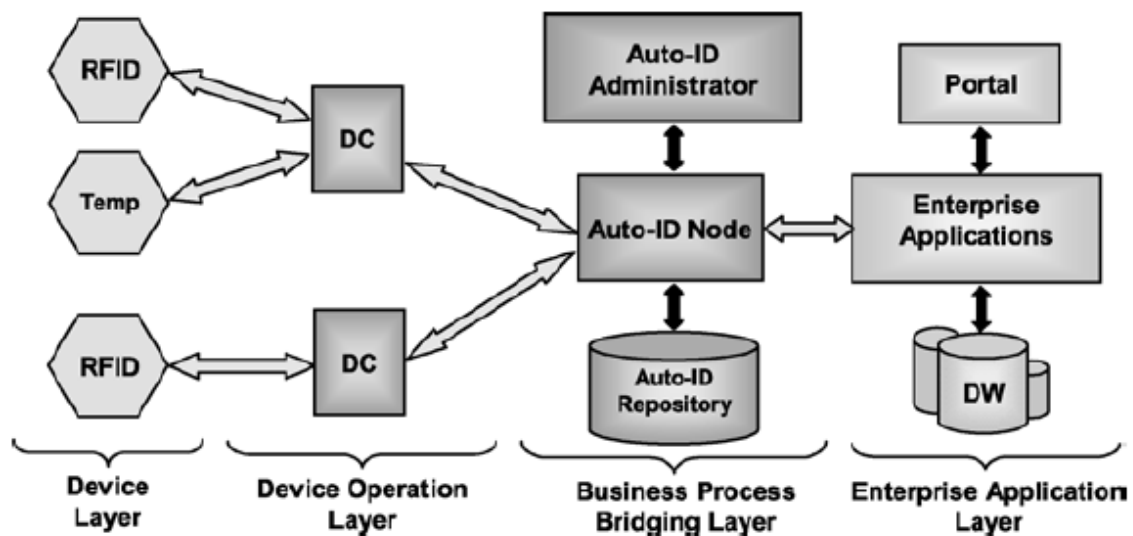 RFID
Temp
RFID
DC
DC
Auto-ID
Administrator
Auto-ID Node
Auto-ID
Repository
Portal
Enterprise
Applications
DW
Device
Layer
Device Operation
Layer
Business Process
Bridging Layer
Enterprise Application
Layer